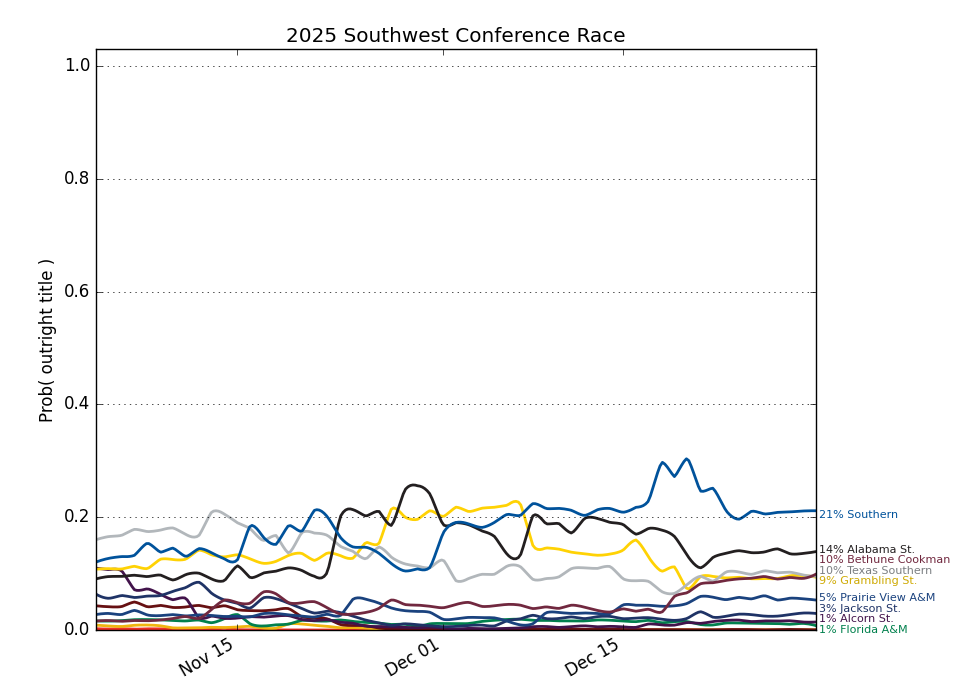 2025 Southwest Conference Race
Prob( outright title )
1.0
0.8
0.6
0.4
0.2
0.0
Nov 15
Dec 01
Dec 15
21% Southern
14% Alabama St.
10% Bethune Cookman
10% Texas Southern
9% Grambling St.
5% Prairie View A&M
3% Jackson St.
1% Alcorn St.
1% Florida A&M